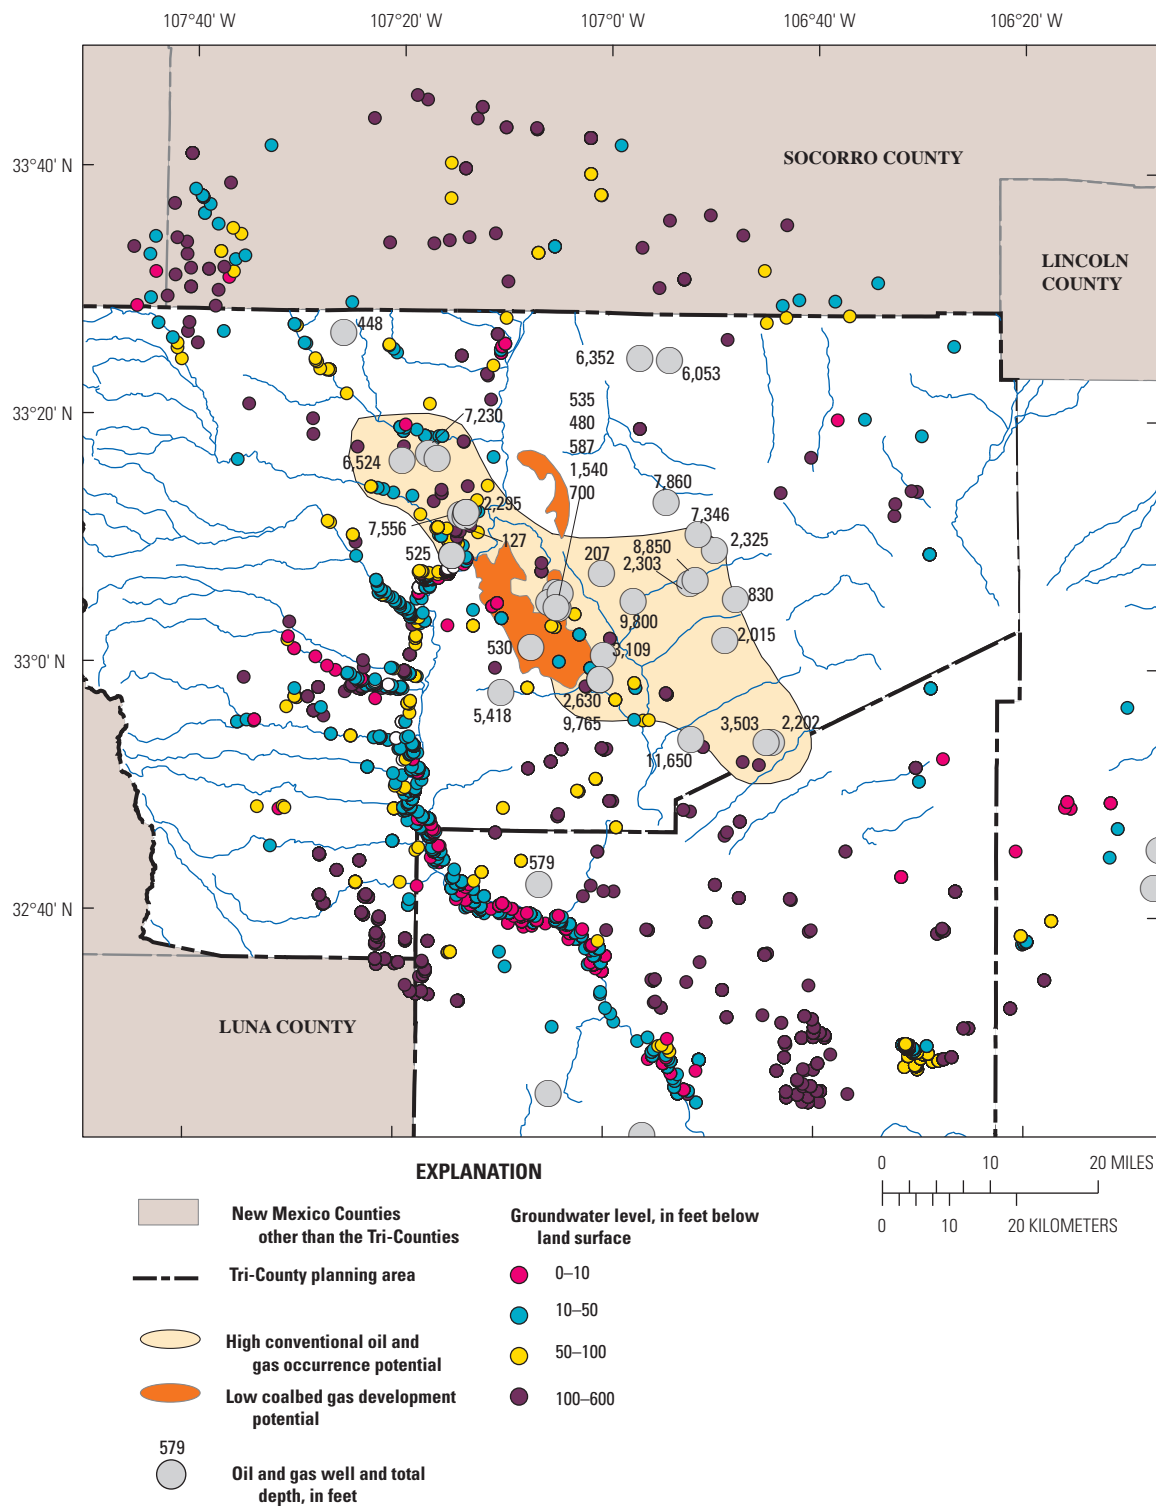 107°40' W
107°20' W
107°0' W
106°40' W
106°20' W
33°40' N
SOCORRO COUNTY
LINCOLN
COUNTY
448
6,352
6,053
33°20' N
535
480
587
1,540
700
7,230
6,524
7,860
2,295
7,556
127
7,346
2,325
525
207
8,850
2,303
830
9,800
2,015
33°0' N
530
3,109
5,418
2,630
9,765
3,503
2,202
11,650
579
32°40' N
LUNA COUNTY
EXPLANATION
New Mexico Counties
other than the Tri-Counties
Tri-County planning area
High conventional oil and
gas occurrence potential
Low coalbed gas development
potential
579
Oil and gas well and total
depth, in feet
Groundwater level, in feet below
land surface
0–10
10–50
50–100
100–600
0 10 20 MILES
0 10 20 KILOMETERS